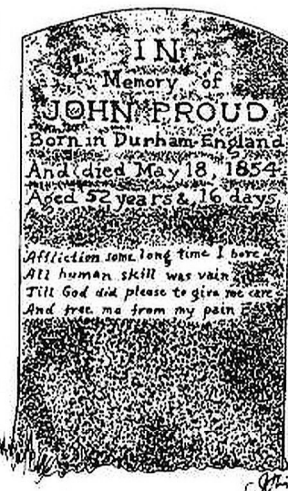 IN
Memory of
JOHN PROUD
Born in Durham-England
And died May 18, 1854
Aged 52 years & 16 days
Affliction some long time I bore
All human skill was vain
Till God did please to give me care
And free me from my pain